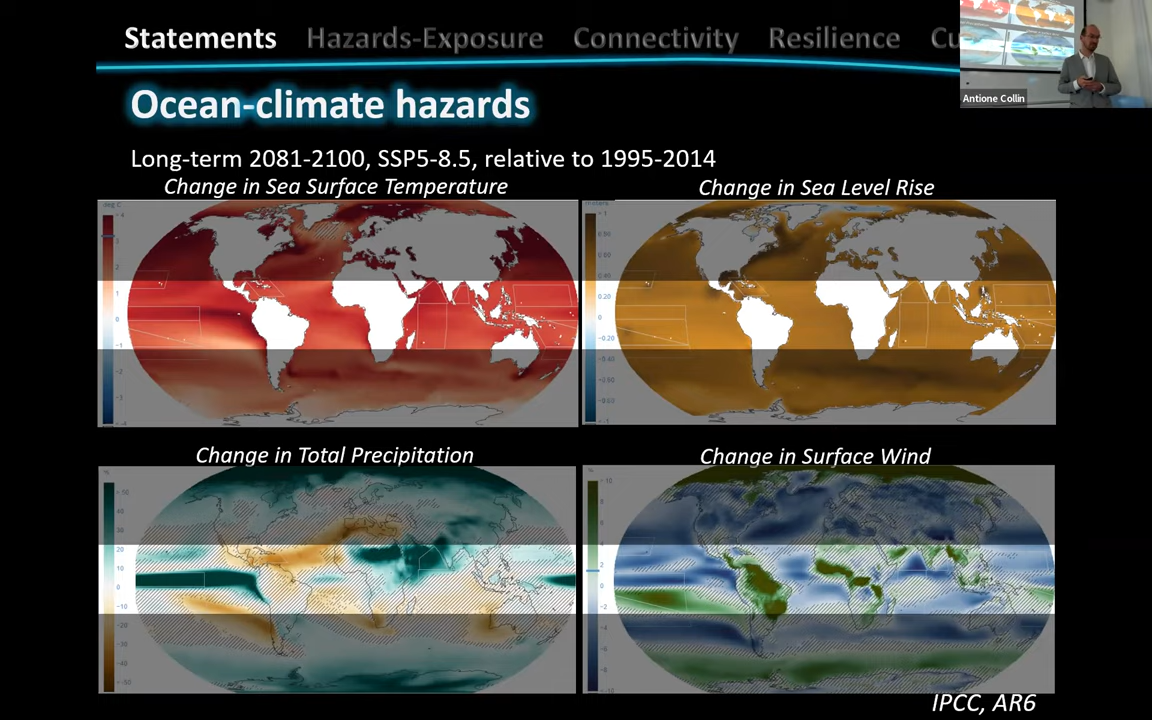 Statements Hazards-Exposure Connectivity Resilience Cu
Antione Collin
Ocean-climate hazards
Long-term 2081-2100, SSP5-8.5, relative to 1995-2014
Change in Sea Surface Temperature
Change in Sea Level Rise
Change in Total Precipitation
Change in Surface Wind
IPCC, AR6